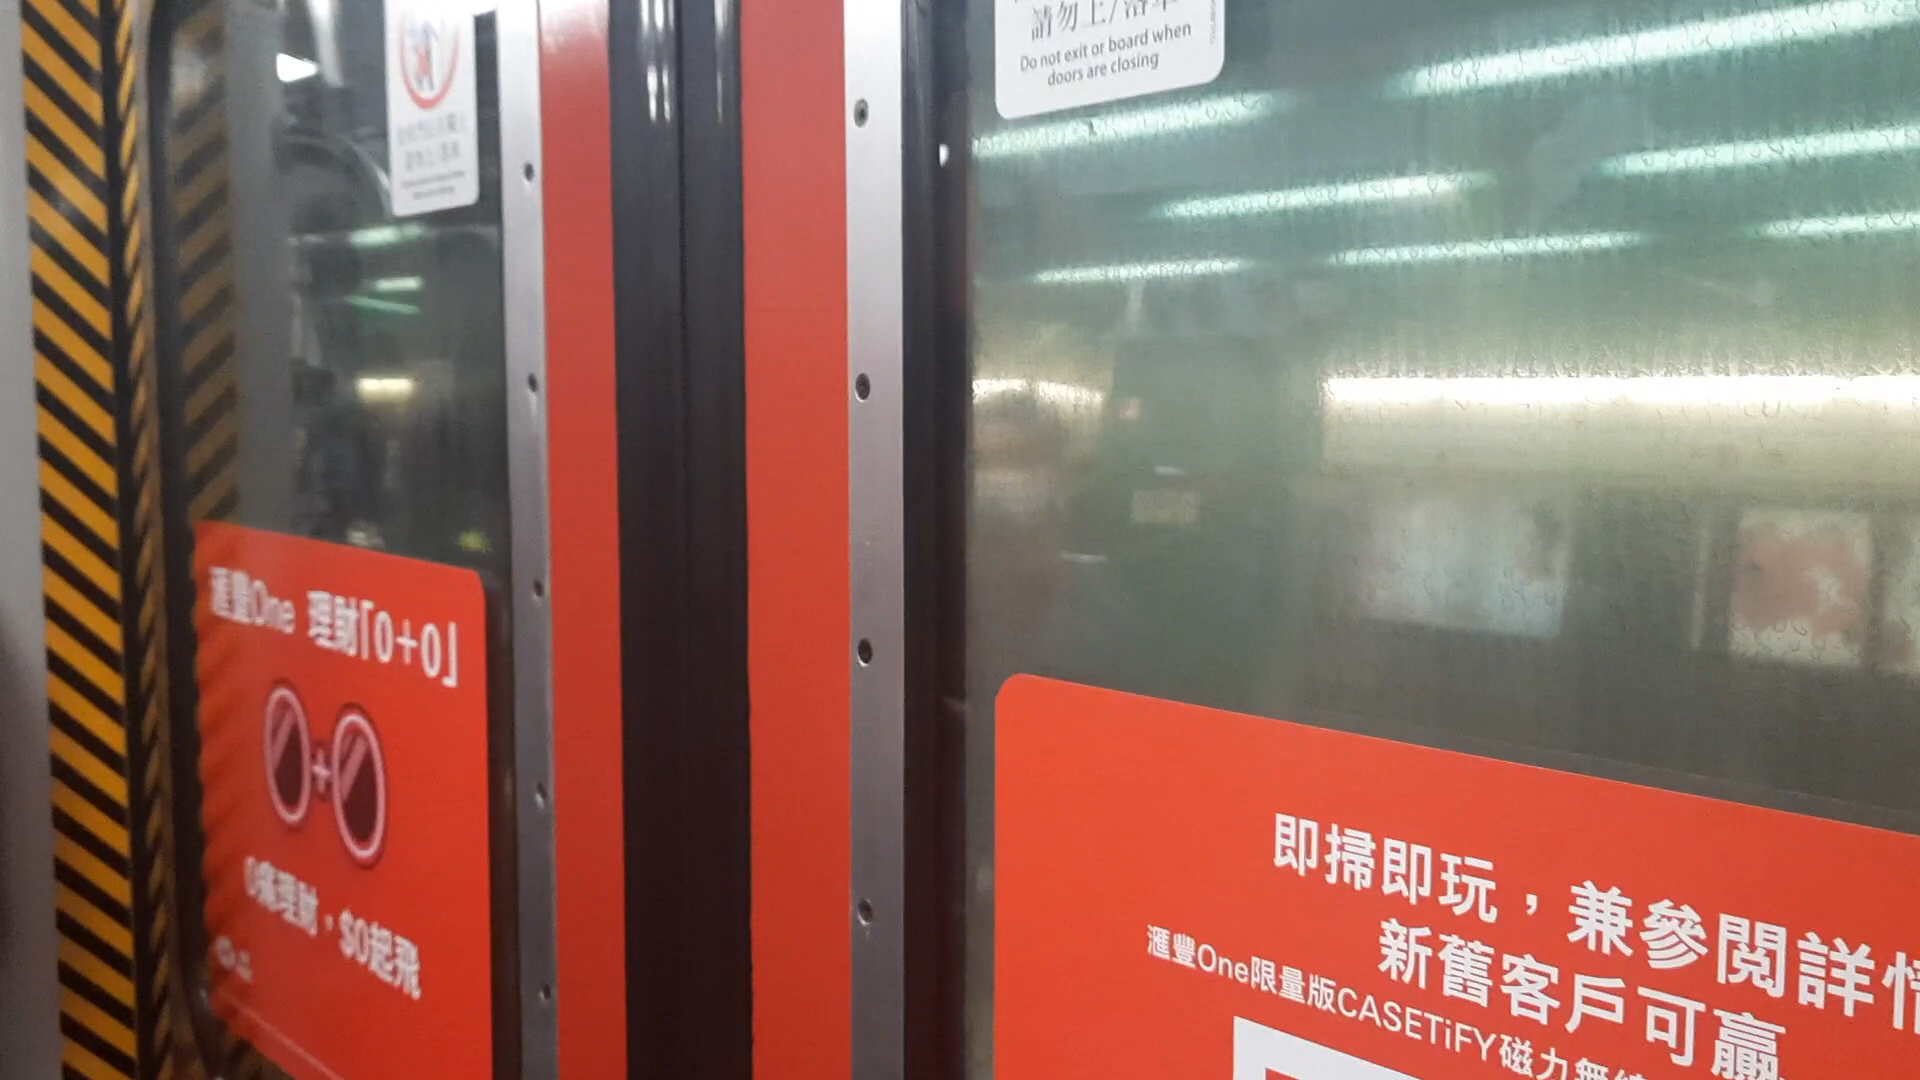 請勿上/落車
Do not exit or board when
doors are closing
滙豐One 理財「0+0」
+
0痛理財，$0起飛
即掃即玩，兼參閱詳情
新舊客戶可贏
滙豐One限量版CASETiFY磁力無線